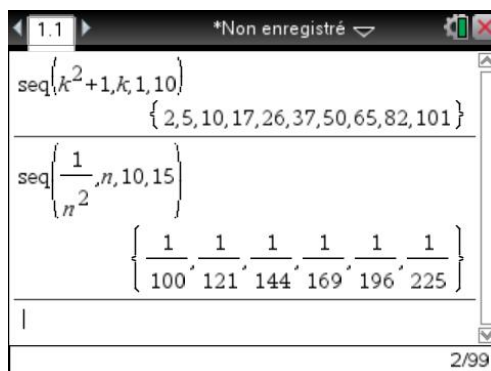 1.1 *Non enregistré
seq(k²+1,k,1,10)
{2,5,10,17,26,37,50,65,82,101}
seq(1/n²,n,10,15)
{1/100,1/121,1/144,1/169,1/196,1/225}
2/99